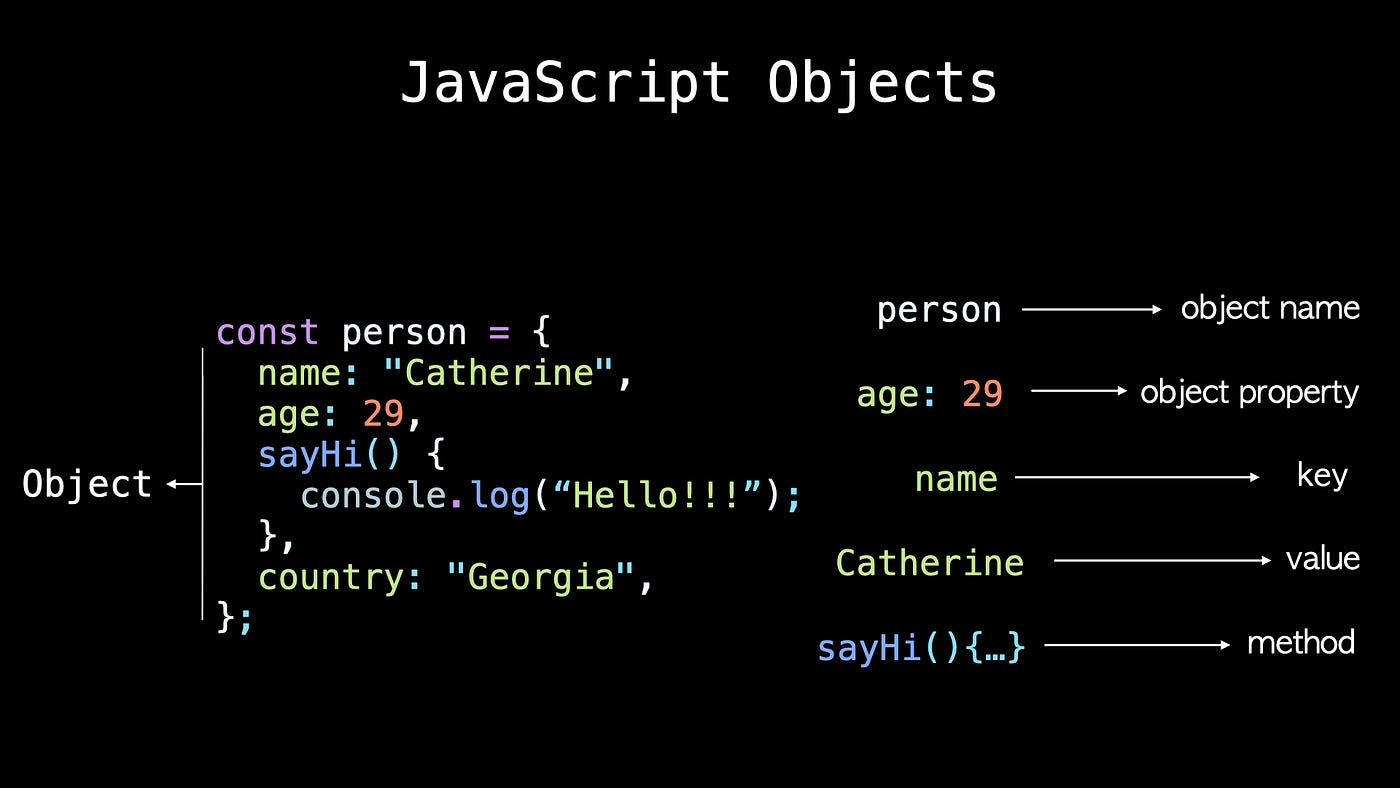 JavaScript Objects
const person = {
name: "Catherine",
age: 29,
sayHi() {
console.log(“Hello!!!”);
},
country: "Georgia",
};
Object
person
object name
age: 29
object property
name
key
Catherine
value
sayHi(){…}
method